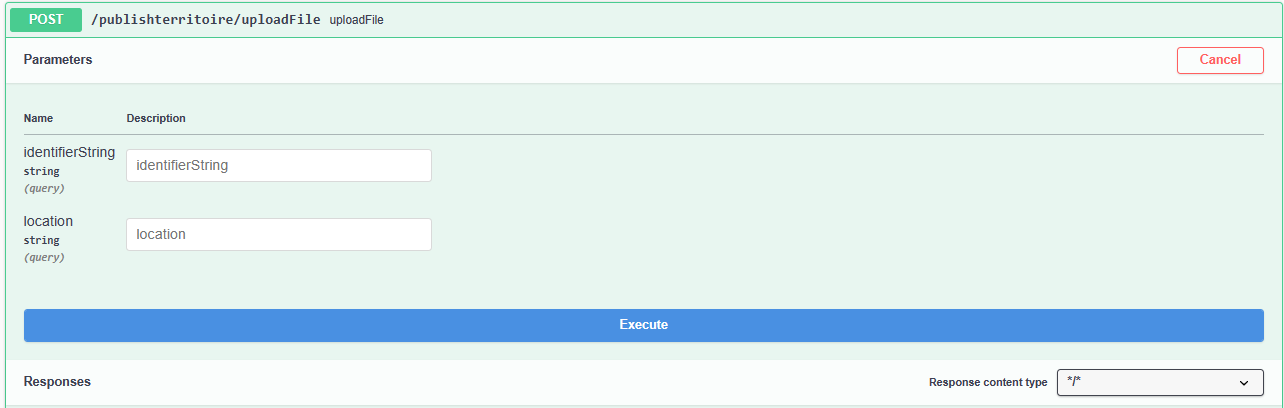 POST /publishterritoire/uploadFile uploadFile
Parameters
Cancel
Name Description
identifierString
string
(query)
identifierString
location
string
(query)
location
Execute
Responses
Response content type */*